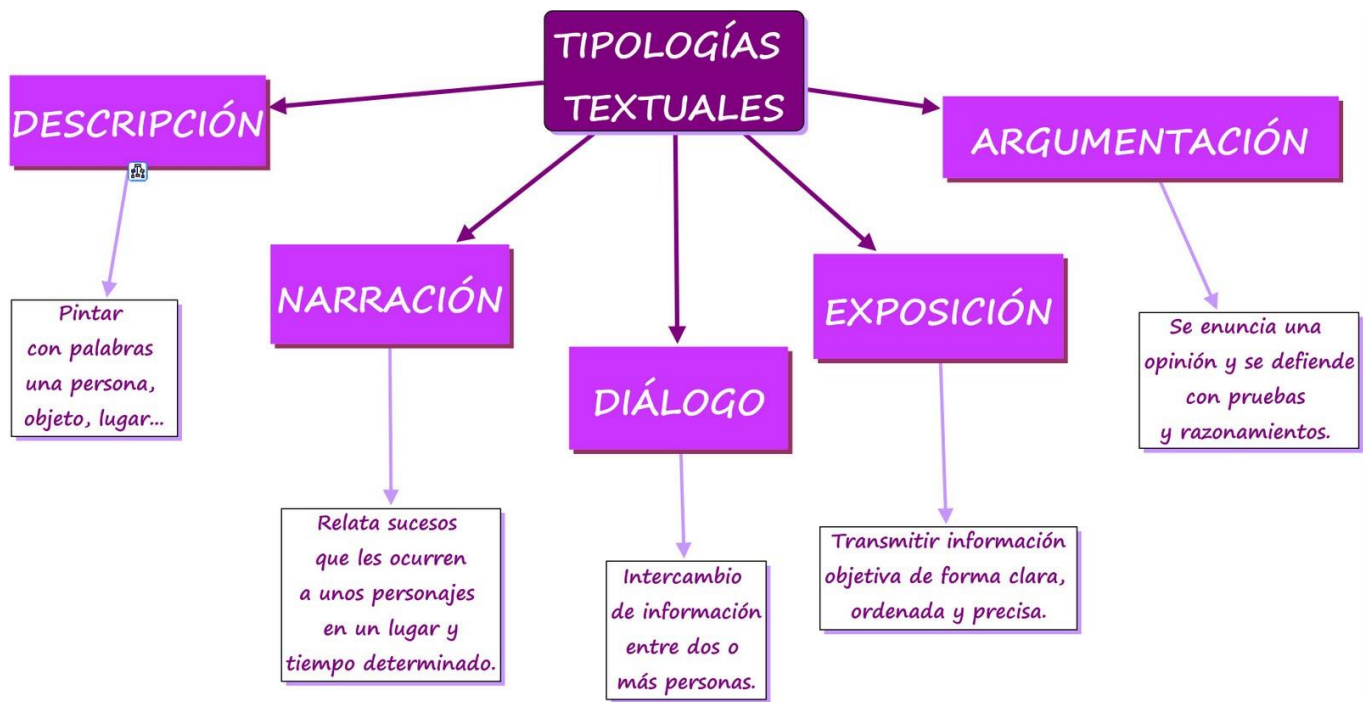 TIPOLOGÍAS
TEXTUALES
DESCRIPCIÓN
Pintar
con palabras
una persona,
objeto, lugar...
NARRACIÓN
Relata sucesos
que les ocurren
a unos personajes
en un lugar y
tiempo determinado.
DIÁLOGO
Intercambio
de información
entre dos o
más personas.
EXPOSICIÓN
Transmitir información
objetiva de forma clara,
ordenada y precisa.
ARGUMENTACIÓN
Se enuncia una
opinión y se defiende
con pruebas
y razonamientos.